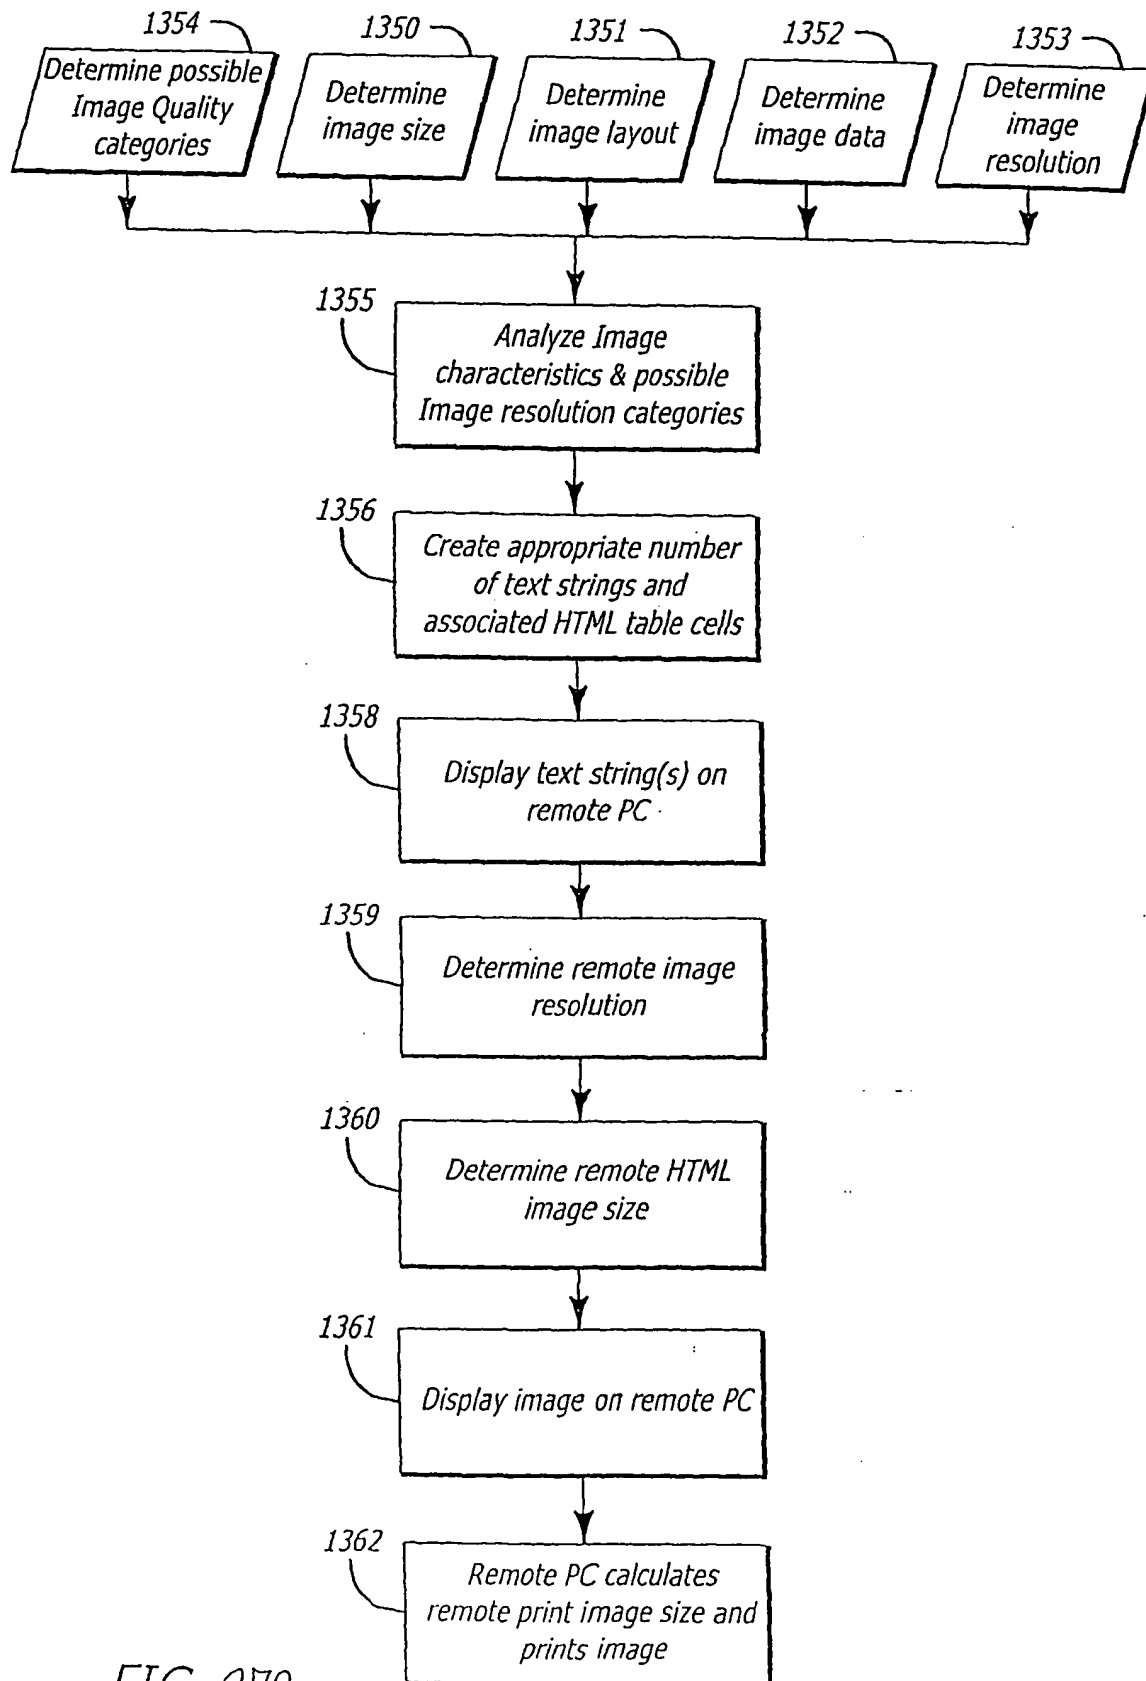 1354
1350
1351
1352
1353
Determine possible
Image Quality
categories
Determine
image size
Determine
image layout
Determine
image data
Determine
image
resolution
1355
Analyze Image
characteristics & possible
Image resolution categories
1356
Create appropriate number
of text strings and
associated HTML table cells
1358
Display text string(s) on
remote PC
1359
Determine remote image
resolution
1360
Determine remote HTML
image size
1361
Display image on remote PC
1362
Remote PC calculates
remote print image size and
prints image
FIG.